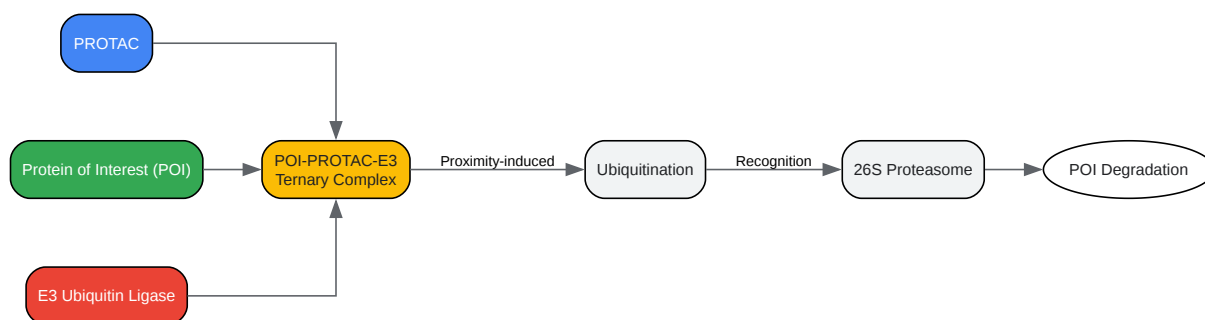 PROTAC
Protein of Interest (POI)
POI-PROTAC-E3
Ternary Complex
Proximity-induced
Ubiquitination
Recognition
26S Proteasome
POI Degradation
E3 Ubiquitin Ligase